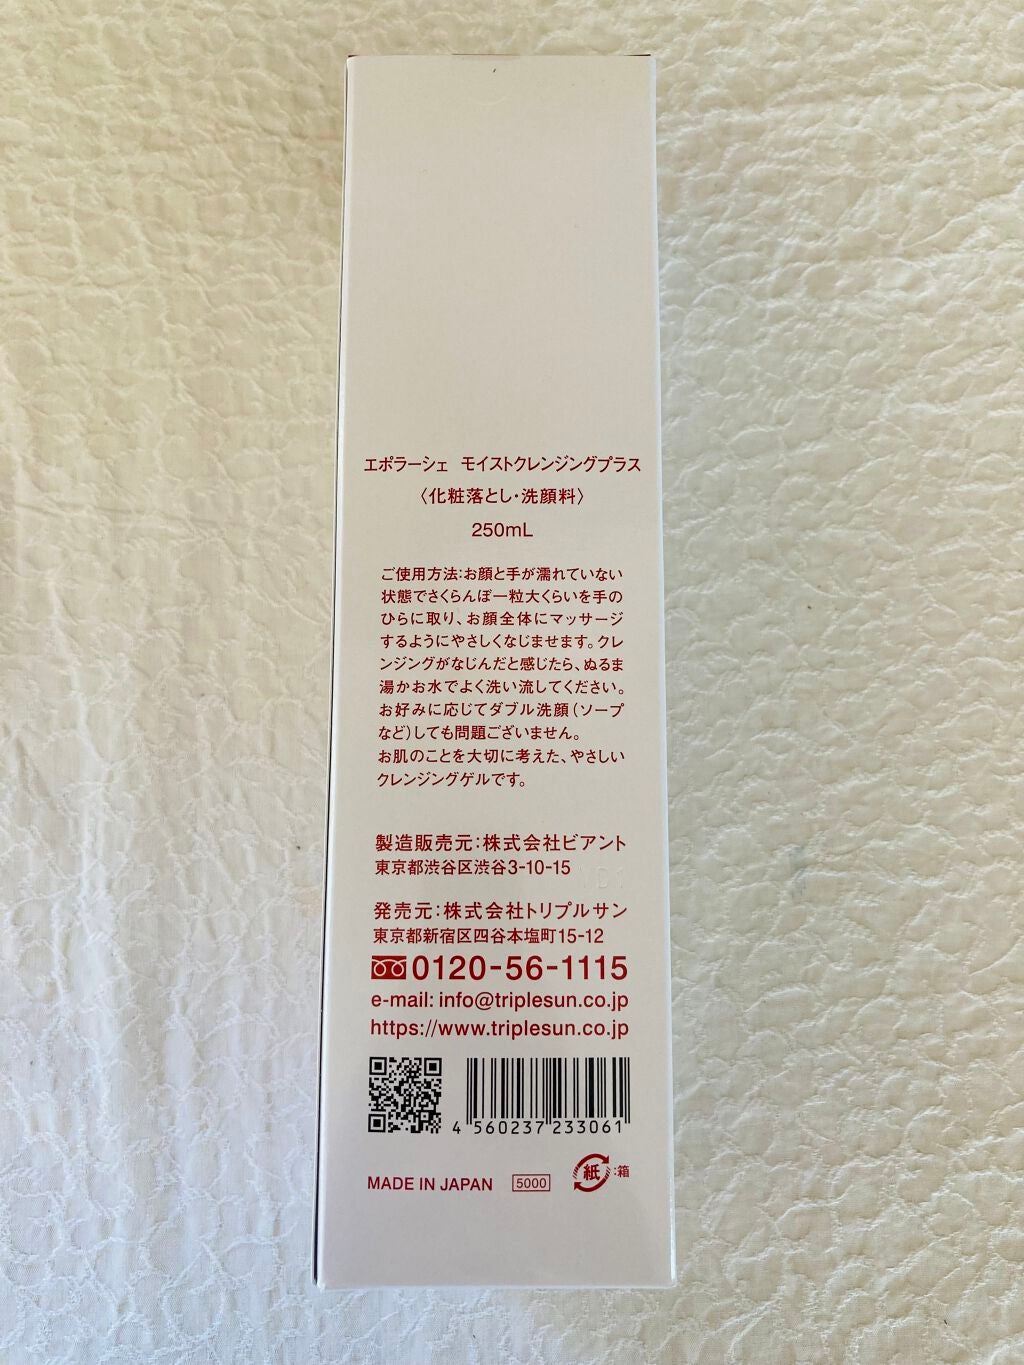 エポラーシェ モイストクレンジングプラス
〈化粧落とし・洗顔料〉
250mL
ご使用方法:お顔と手が濡れていない
状態でさくらんぼ一粒大くらいを手の
ひらに取り、お顔全体にマッサージ
するようにやさしくなじませます。クレ
ンジングがなじんだと感じたら、ぬるま
湯かお水でよく洗い流してください。
お好みに応じてダブル洗顔(ソープ
など)しても問題ございません。
お肌のことを大切に考えた、やさしい
クレンジングゲルです。
製造販売元:株式会社ビアント
東京都渋谷区渋谷3-10-15
発売元:株式会社トリプルサン
東京都新宿区四谷本塩町15-12
0120-56-1115
e-mail: info@triplesun.co.jp
https://www.triplesun.co.jp
4 560237 233061
MADE IN JAPAN 5000 紙:箱